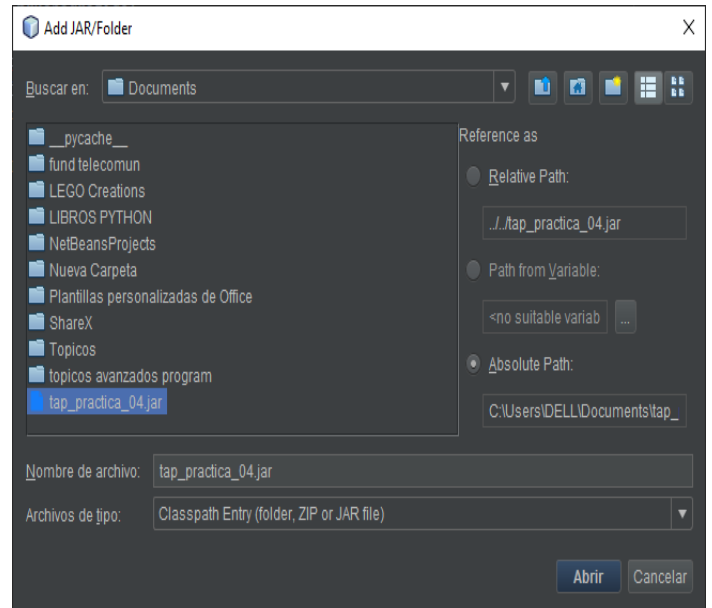 Add JAR/Folder
X
Buscar en: Documents
__pycache__
fund telecomun
LEGO Creations
LIBROS PYTHON
NetBeansProjects
Nueva Carpeta
Plantillas personalizadas de Office
ShareX
Topicos
topicos avanzados program
tap_practica_04.jar
Reference as
Relative Path:
../../tap_practica_04.jar
Path from Variable:
<no suitable variab ...
Absolute Path:
C:\Users\DELL\Documents\tap_
Nombre de archivo: tap_practica_04.jar
Archivos de tipo: Classpath Entry (folder, ZIP or JAR file)
Abrir Cancelar